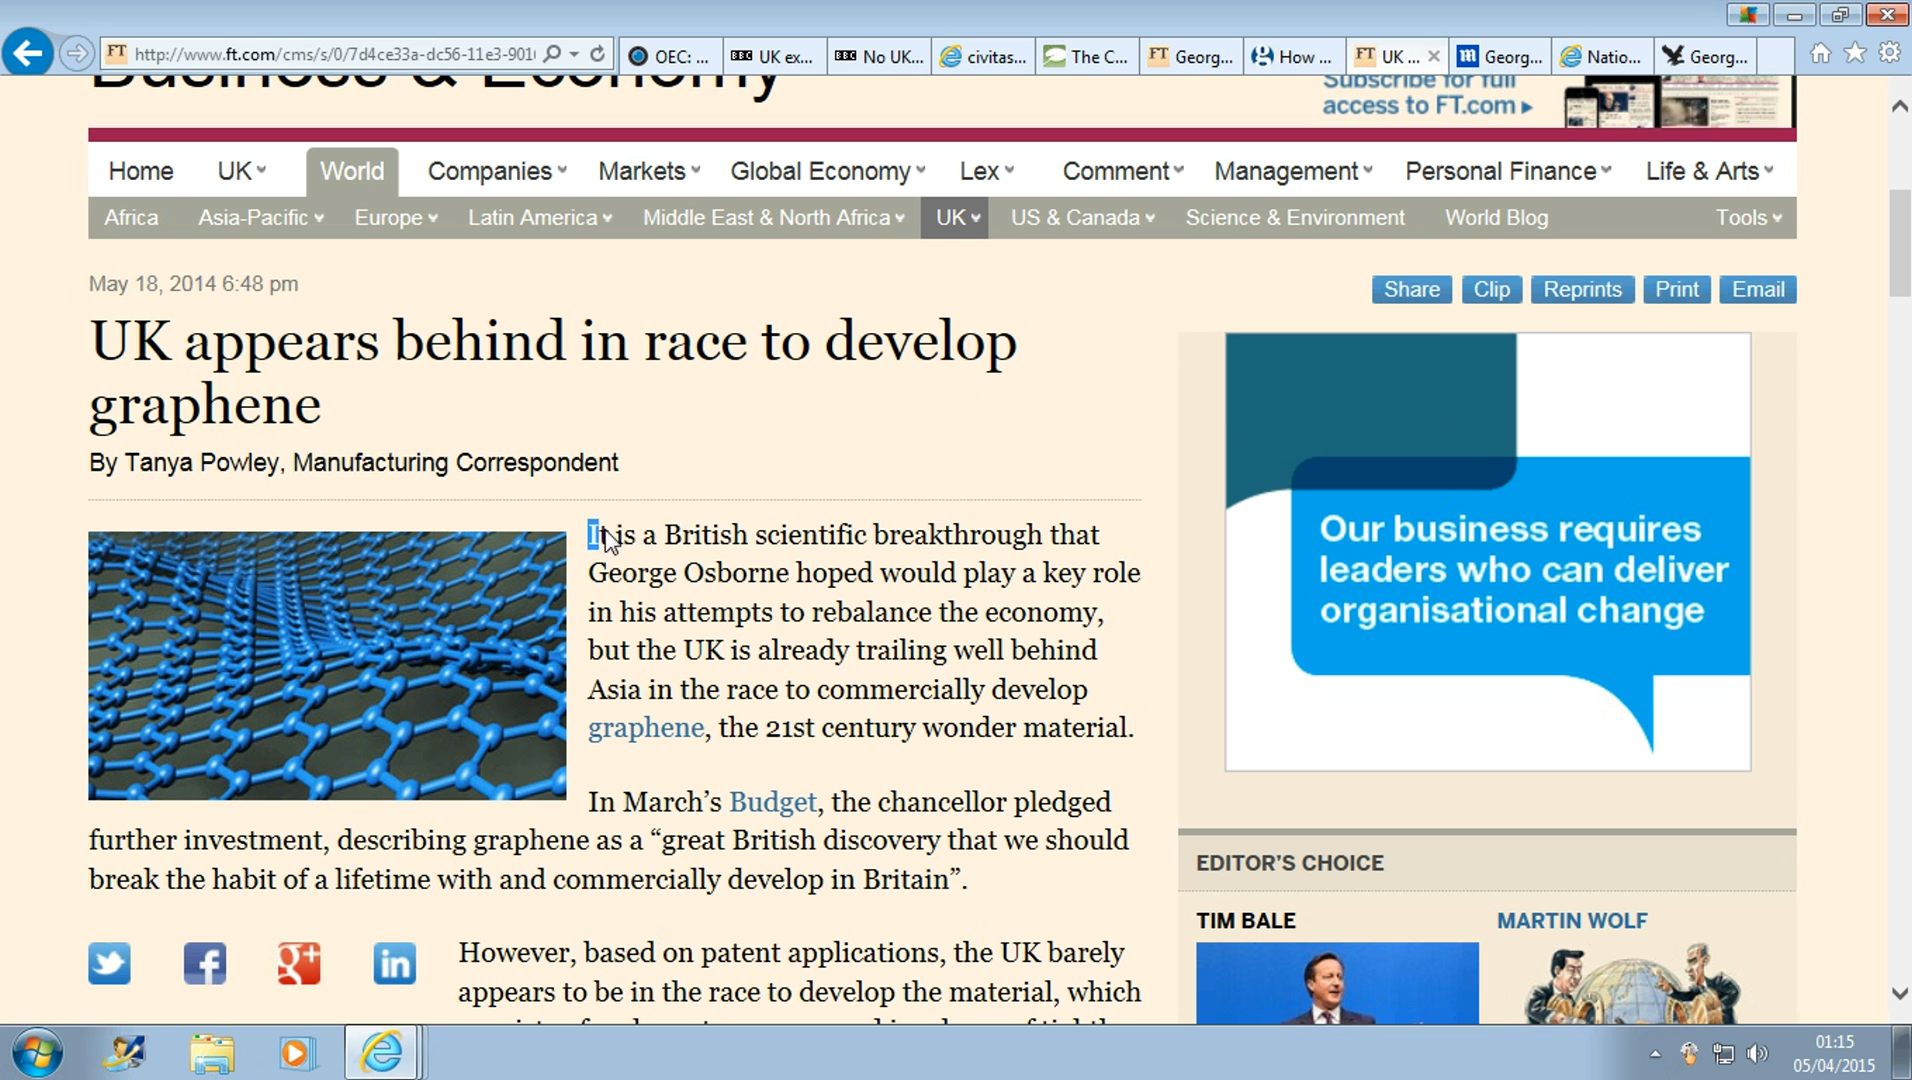 FT http://www.ft.com/cms/s/0/7d4ce33a-dc56-11e3-901
OEC: ...
BBC UK ex...
BBC No UK...
civitas...
The C...
FT Georg...
How ...
FT UK ...
Georg...
Natio...
Georg...
Business & Economy
Subscribe for full
access to FT.com
Home UK World Companies Markets Global Economy Lex Comment Management Personal Finance Life & Arts
Africa Asia-Pacific Europe Latin America Middle East & North Africa UK US & Canada Science & Environment World Blog Tools
May 18, 2014 6:48 pm
Share Clip Reprints Print Email
UK appears behind in race to develop
graphene
By Tanya Powley, Manufacturing Correspondent
It is a British scientific breakthrough that
George Osborne hoped would play a key role
in his attempts to rebalance the economy,
but the UK is already trailing well behind
Asia in the race to commercially develop
graphene, the 21st century wonder material.
In March’s Budget, the chancellor pledged
further investment, describing graphene as a “great British discovery that we should
break the habit of a lifetime with and commercially develop in Britain”.
However, based on patent applications, the UK barely
appears to be in the race to develop the material, which
Our business requires
leaders who can deliver
organisational change
EDITOR’S CHOICE
TIM BALE
MARTIN WOLF
01:15
05/04/2015